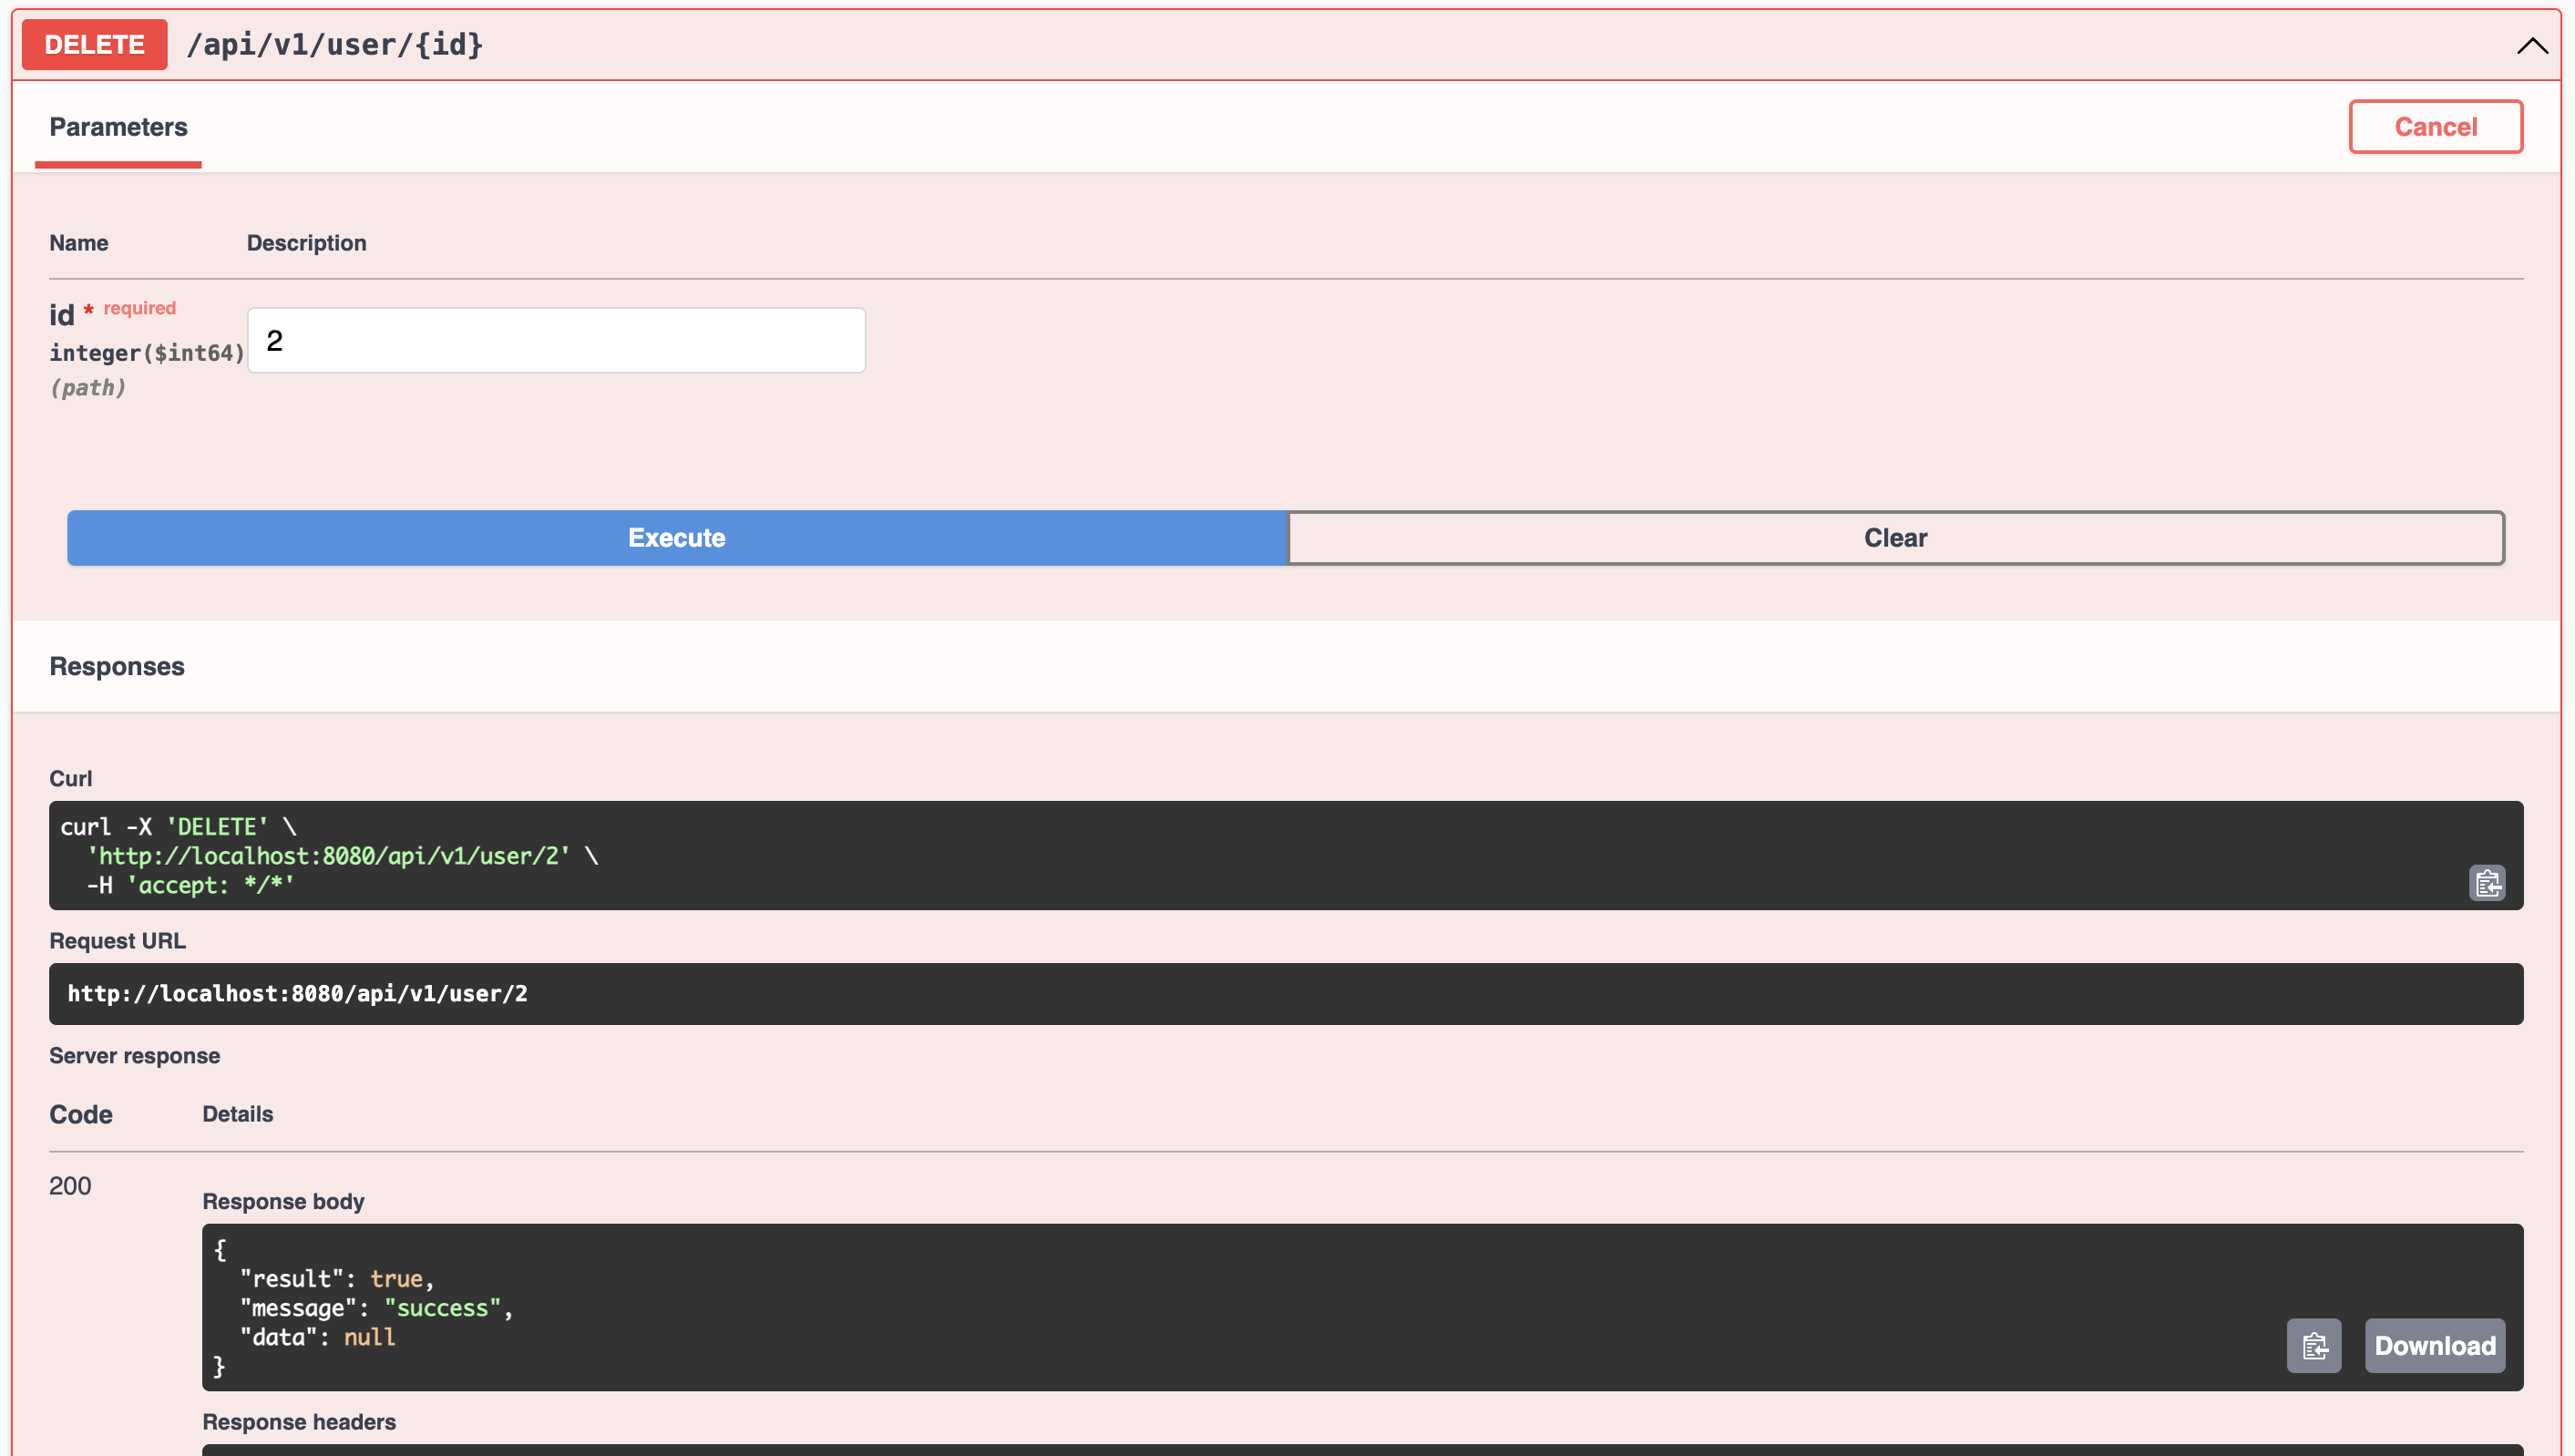 DELETE /api/v1/user/{id}
Parameters
Cancel
Name Description
id * required
integer($int64)
(path)
2
Execute
Clear
Responses
Curl
curl -X 'DELETE' \
  'http://localhost:8080/api/v1/user/2' \
  -H 'accept: */*'
Request URL
http://localhost:8080/api/v1/user/2
Server response
Code Details
200
Response body
{
  "result": true,
  "message": "success",
  "data": null
}
Download
Response headers